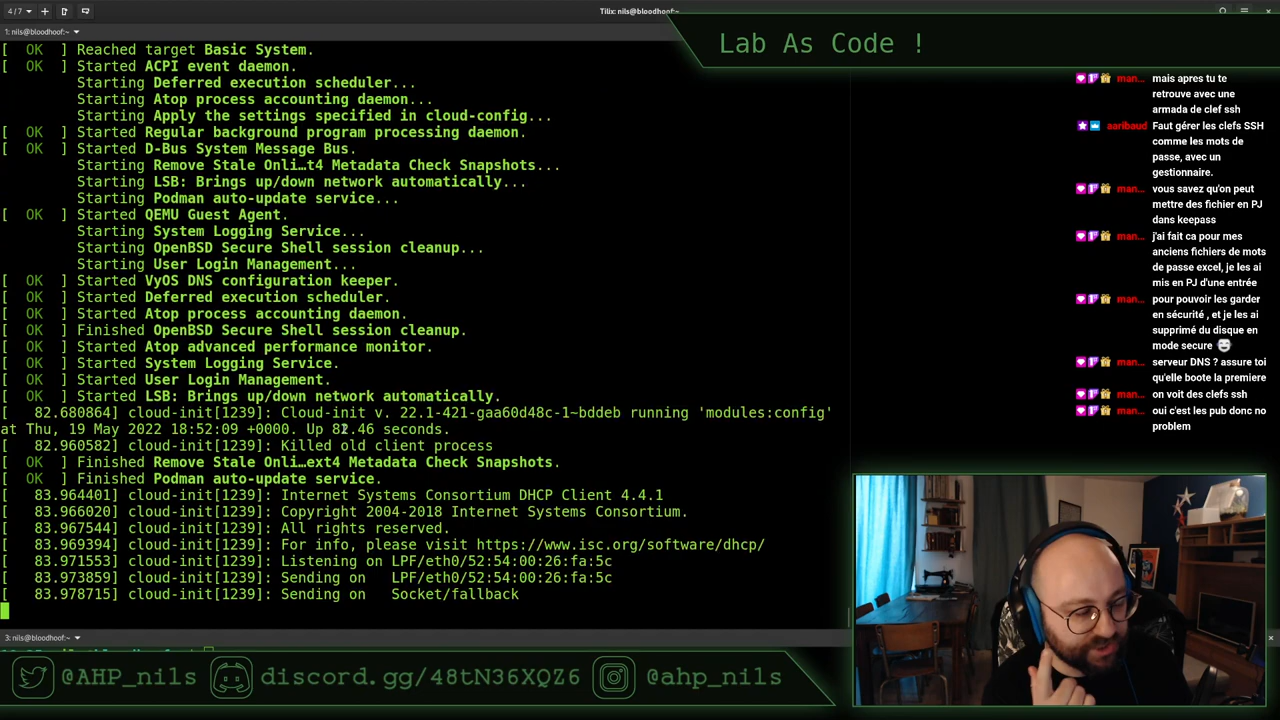 4/7
Tilix: nils@bloodhoof:~
1: nils@bloodhoof:~
Lab As Code !
[  OK  ] Reached target Basic System.
[  OK  ] Started ACPI event daemon.
Starting Deferred execution scheduler...
Starting Atop process accounting daemon...
Starting Apply the settings specified in cloud-config...
[  OK  ] Started Regular background program processing daemon.
[  OK  ] Started D-Bus System Message Bus.
Starting Remove Stale Onli…t4 Metadata Check Snapshots...
Starting LSB: Brings up/down network automatically...
Starting Podman auto-update service...
[  OK  ] Started QEMU Guest Agent.
Starting System Logging Service...
Starting OpenBSD Secure Shell session cleanup...
Starting User Login Management...
[  OK  ] Started VyOS DNS configuration keeper.
[  OK  ] Started Deferred execution scheduler.
[  OK  ] Started Atop process accounting daemon.
[  OK  ] Finished OpenBSD Secure Shell session cleanup.
[  OK  ] Started Atop advanced performance monitor.
[  OK  ] Started System Logging Service.
[  OK  ] Started User Login Management.
[  OK  ] Started LSB: Brings up/down network automatically.
[   82.680864] cloud-init[1239]: Cloud-init v. 22.1-421-gaa60d48c-1~bddeb running 'modules:config'
at Thu, 19 May 2022 18:52:09 +0000. Up 82.46 seconds.
[   82.960582] cloud-init[1239]: Killed old client process
[  OK  ] Finished Remove Stale Onli…ext4 Metadata Check Snapshots.
[  OK  ] Finished Podman auto-update service.
[   83.964401] cloud-init[1239]: Internet Systems Consortium DHCP Client 4.4.1
[   83.966020] cloud-init[1239]: Copyright 2004-2018 Internet Systems Consortium.
[   83.967544] cloud-init[1239]: All rights reserved.
[   83.969394] cloud-init[1239]: For info, please visit https://www.isc.org/software/dhcp/
[   83.971553] cloud-init[1239]: Listening on LPF/eth0/52:54:00:26:fa:5c
[   83.973859] cloud-init[1239]: Sending on   LPF/eth0/52:54:00:26:fa:5c
[   83.978715] cloud-init[1239]: Sending on   Socket/fallback
3: nils@bloodhoof:~
man... mais apres tu te
retrouve avec une
armada de clef ssh
aaribaud Faut gérer les clefs SSH
comme les mots de
passe, avec un
gestionnaire.
man... vous savez qu'on peut
mettre des fichier en PJ
dans keepass
man... j'ai fait ca pour mes
anciens fichiers de mots
de passe excel, je les ai
mis en PJ d'une entrée
man... pour pouvoir les garder
en sécurité , et je les ai
supprimé du disque en
mode secure
man... serveur DNS ? assure toi
qu'elle boote la premiere
man... on voit des clefs ssh
man... oui c'est les pub donc no
problem
@AHP_nils
discord.gg/48tN36XQZ6
@ahp_nils